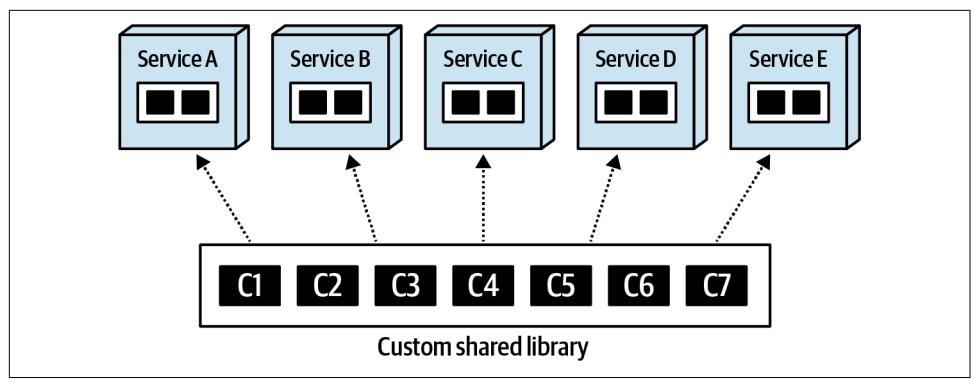 Service A
Service B
Service C
Service D
Service E
C1
C2
C3
C4
C5
C6
C7
Custom shared library